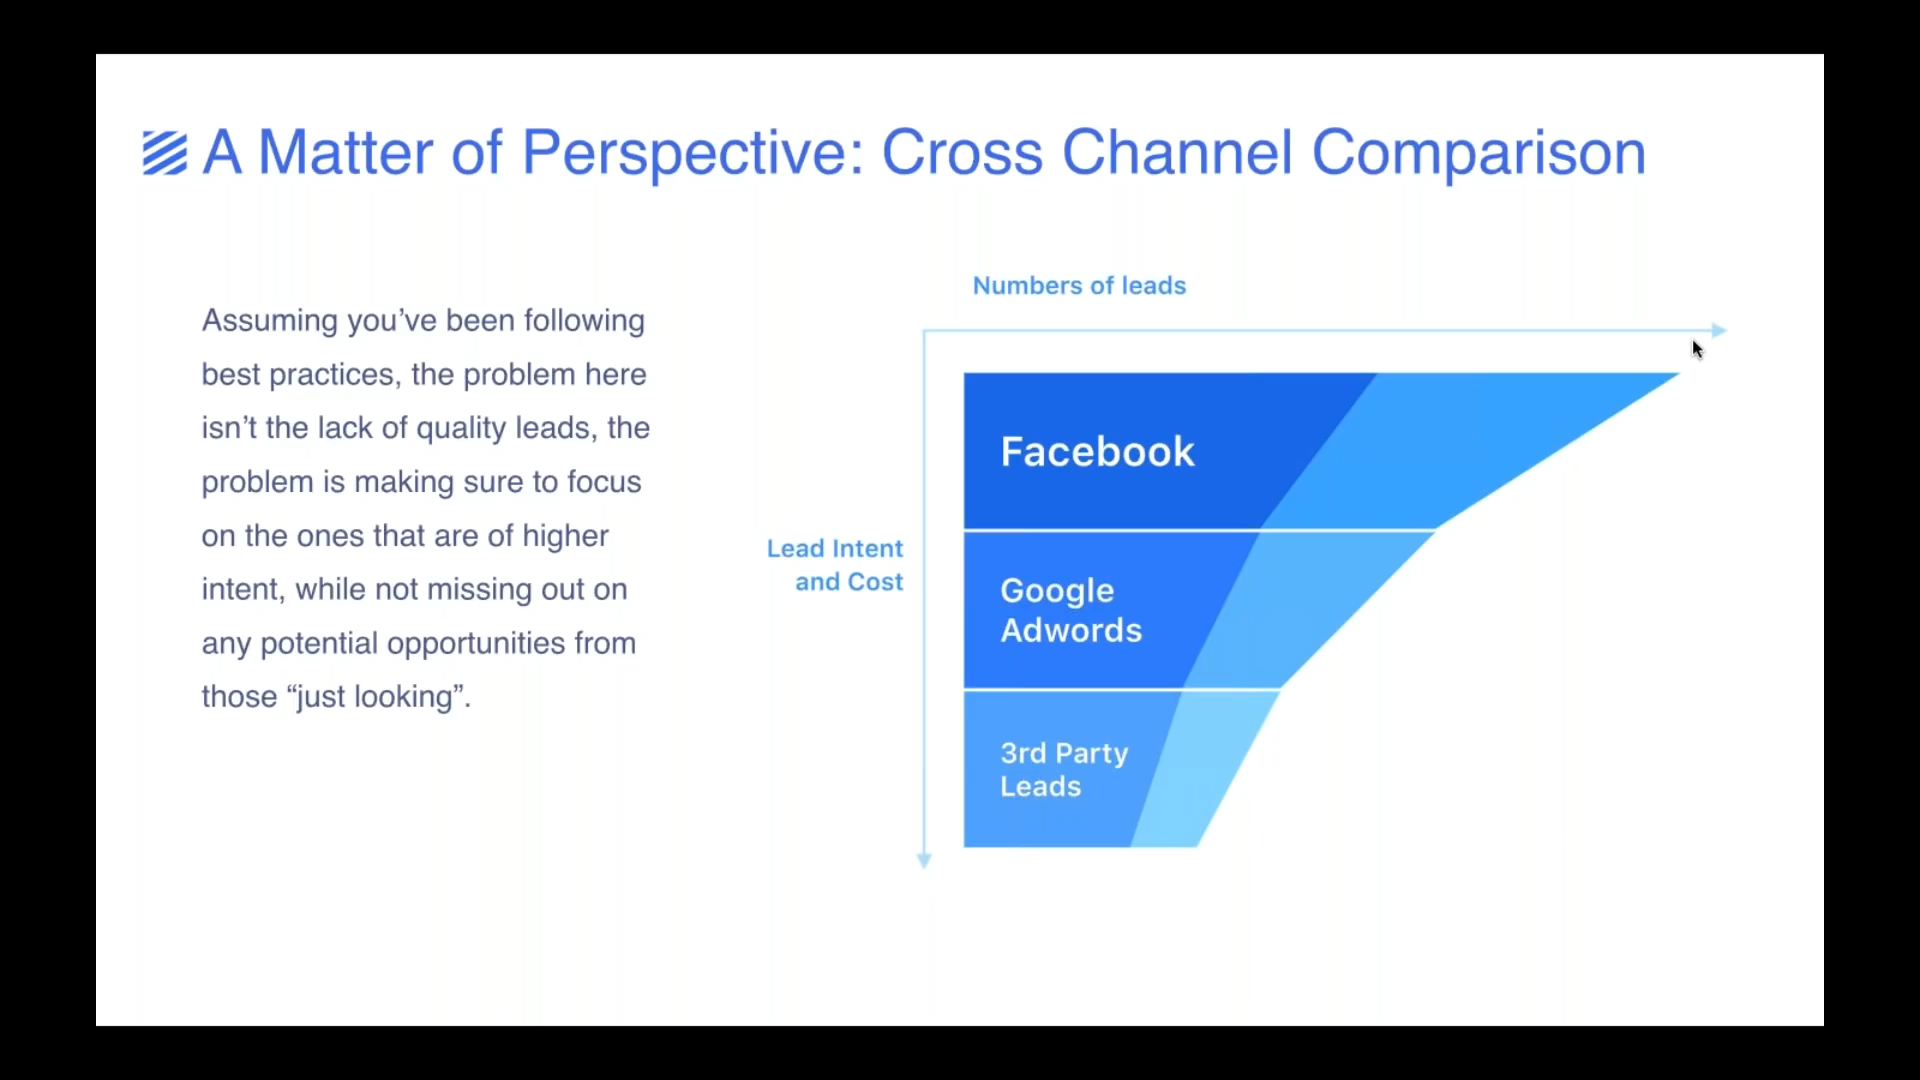 A Matter of Perspective: Cross Channel Comparison
Assuming you’ve been following
best practices, the problem here
isn’t the lack of quality leads, the
problem is making sure to focus
on the ones that are of higher
intent, while not missing out on
any potential opportunities from
those “just looking”.
Numbers of leads
Lead Intent
and Cost
Facebook
Google
Adwords
3rd Party
Leads